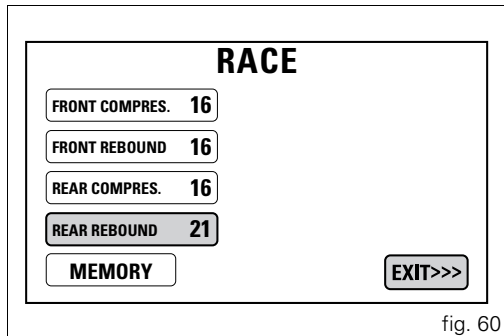 RACE
FRONT COMPRES. 16
FRONT REBOUND 16
REAR COMPRES. 16
REAR REBOUND 21
MEMORY
EXIT>>>
fig. 60